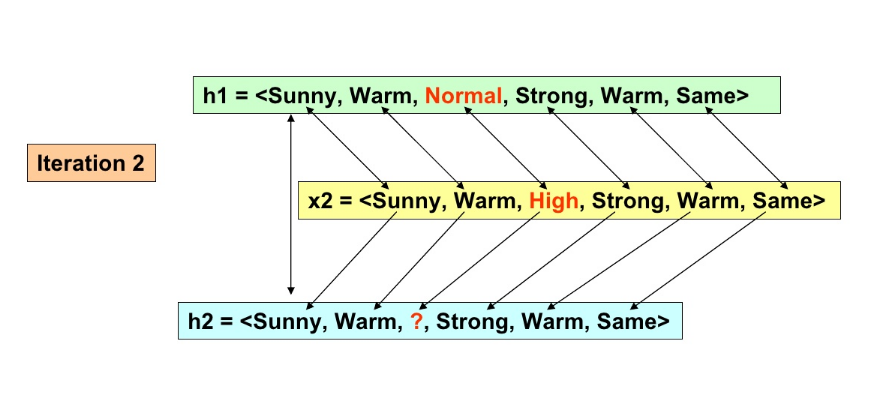 h1 = <Sunny, Warm, Normal, Strong, Warm, Same>
Iteration 2
x2 = <Sunny, Warm, High, Strong, Warm, Same>
h2 = <Sunny, Warm, ?, Strong, Warm, Same>